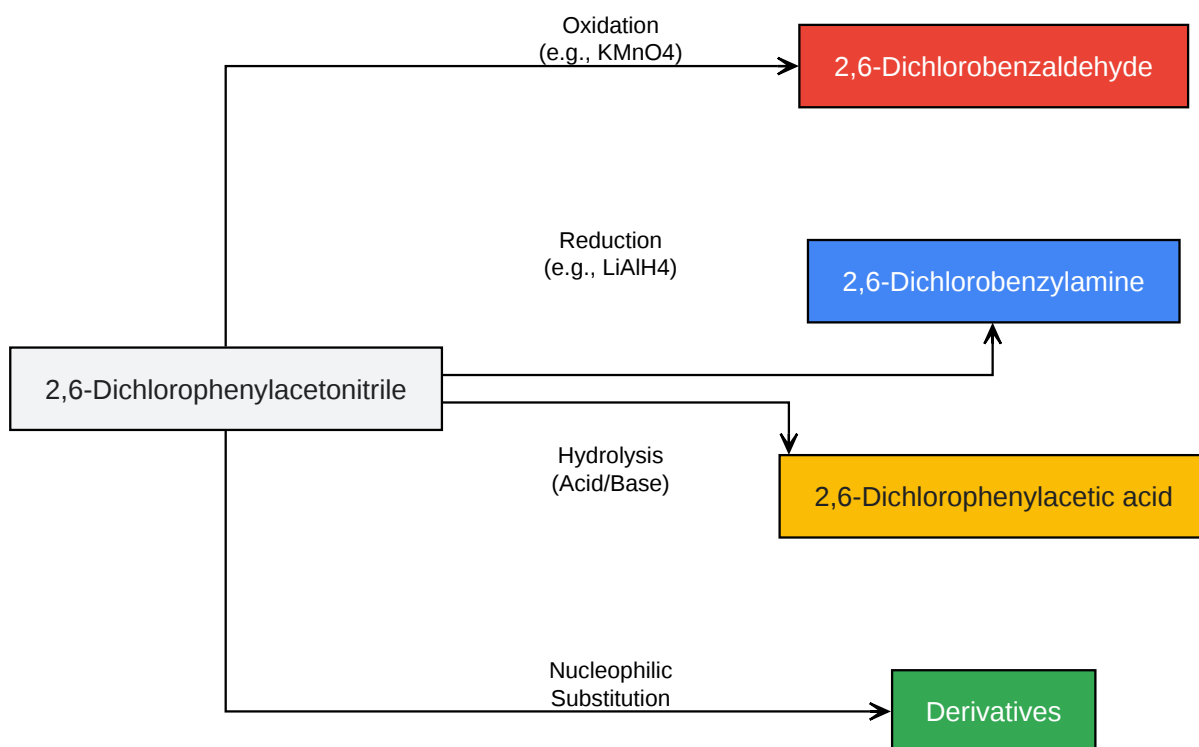 Oxidation
(e.g., KMnO4)
2,6-Dichlorobenzaldehyde
Reduction
(e.g., LiAlH4)
2,6-Dichlorobenzylamine
2,6-Dichlorophenylacetonitrile
Hydrolysis
(Acid/Base)
2,6-Dichlorophenylacetic acid
Nucleophilic
Substitution
Derivatives